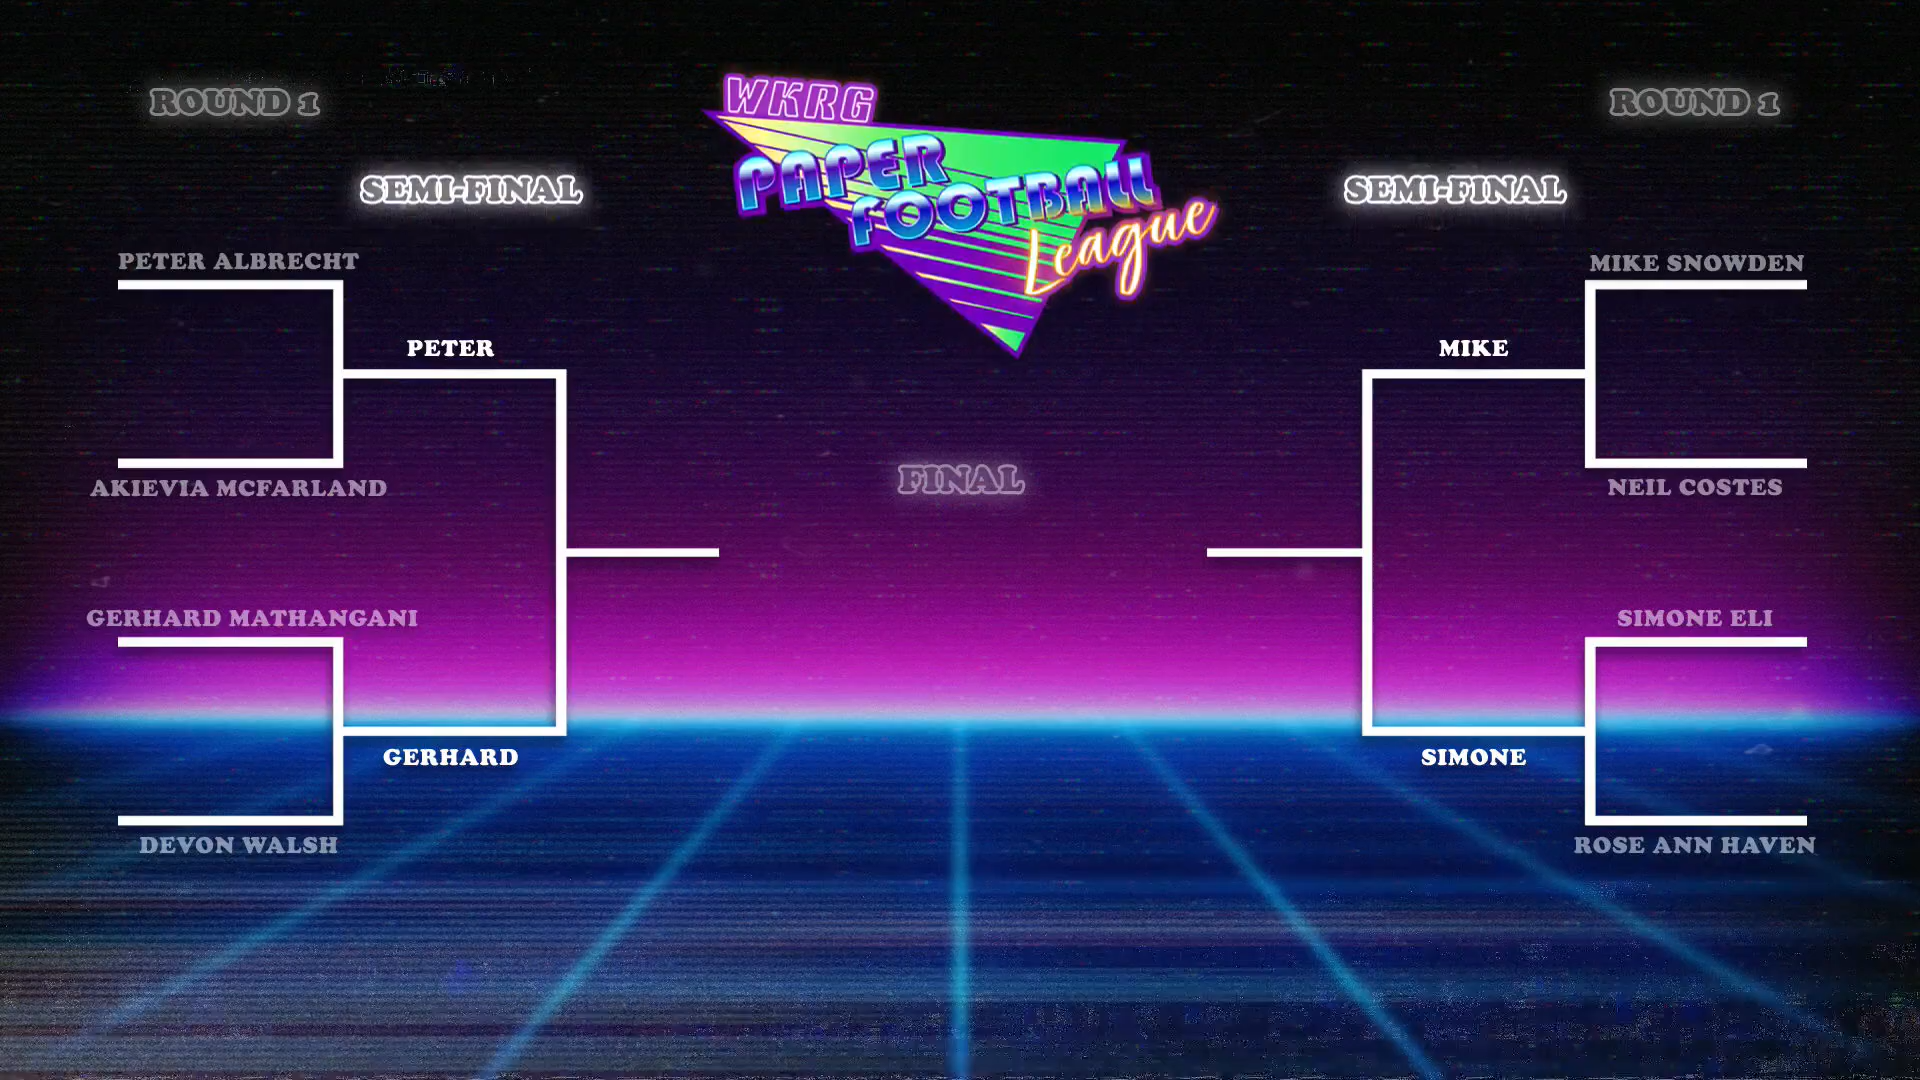 WKRG
PAPER
FOOTBALL
League
ROUND 1
ROUND 1
SEMI-FINAL
SEMI-FINAL
PETER ALBRECHT
MIKE SNOWDEN
PETER
MIKE
FINAL
AKIEVIA MCFARLAND
NEIL COSTES
GERHARD MATHANGANI
SIMONE ELI
GERHARD
SIMONE
DEVON WALSH
ROSE ANN HAVEN